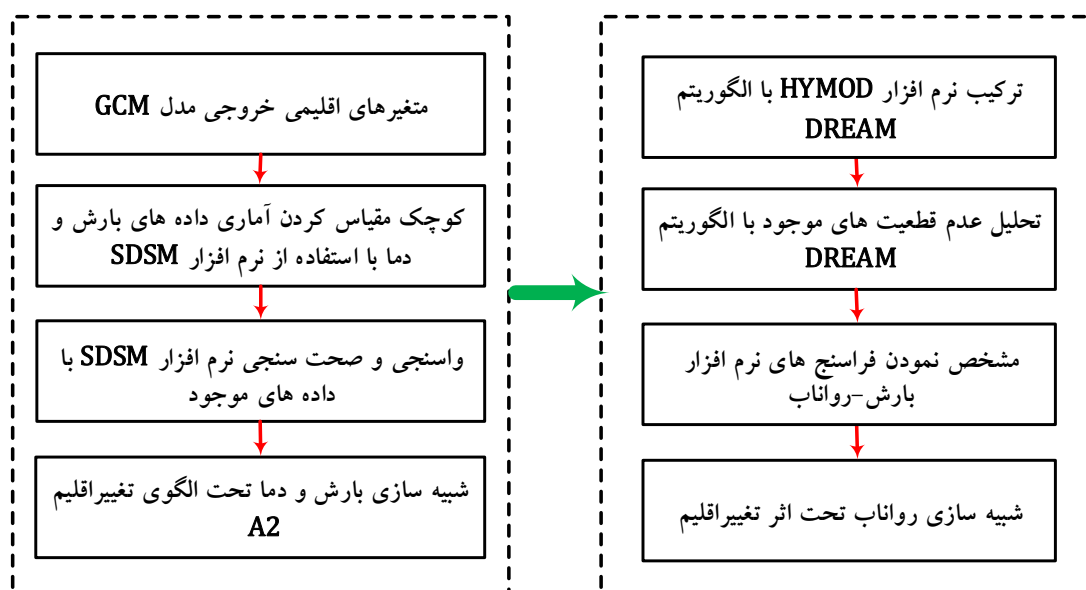 متغیرهای اقلیمی خروجی مدل GCM
کوچک مقیاس کردن آماری داده های بارش و
دما با استفاده از نرم افزار SDSM
واسنجی و صحت سنجی نرم افزار SDSM با
داده های موجود
شبیه سازی بارش و دما تحت الگوی تغییراقلیم
A2
ترکیب نرم افزار HYMOD با الگوریتم
DREAM
تحلیل عدم قطعیت های موجود با الگوریتم
DREAM
مشخص نمودن فراسنج های نرم افزار
بارش-رواناب
شبیه سازی رواناب تحت اثر تغییراقلیم